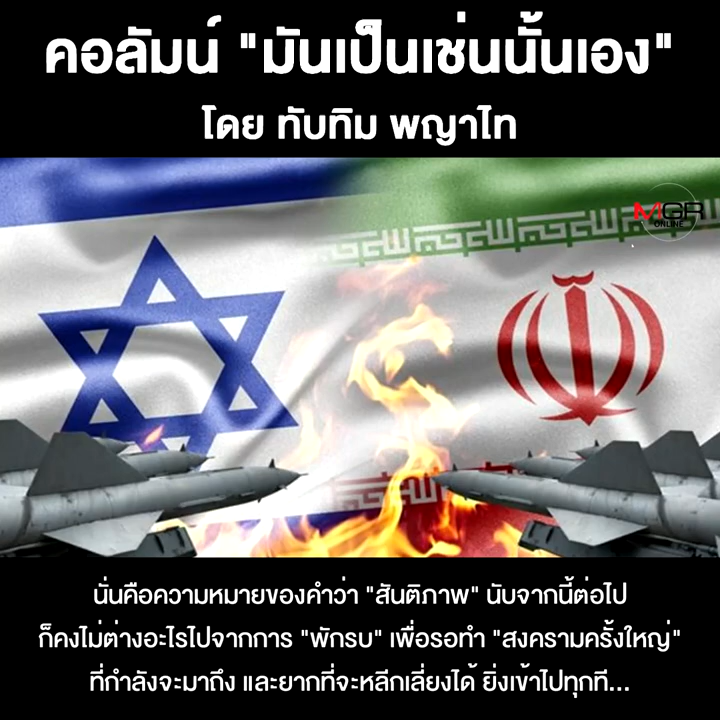 คอลัมน์ "มันเป็นเช่นนั้นเอง"
โดย ทับทิม พญาไท
MGR
ONLINE
นั่นคือความหมายของคำว่า "สันติภาพ" นับจากนี้ต่อไป
ก็คงไม่ต่างอะไรไปจากการ "พักรบ" เพื่อรอทำ "สงครามครั้งใหญ่"
ที่กำลังจะมาถึง และยากที่จะหลีกเลี่ยงได้ ยิ่งเข้าไปทุกที...